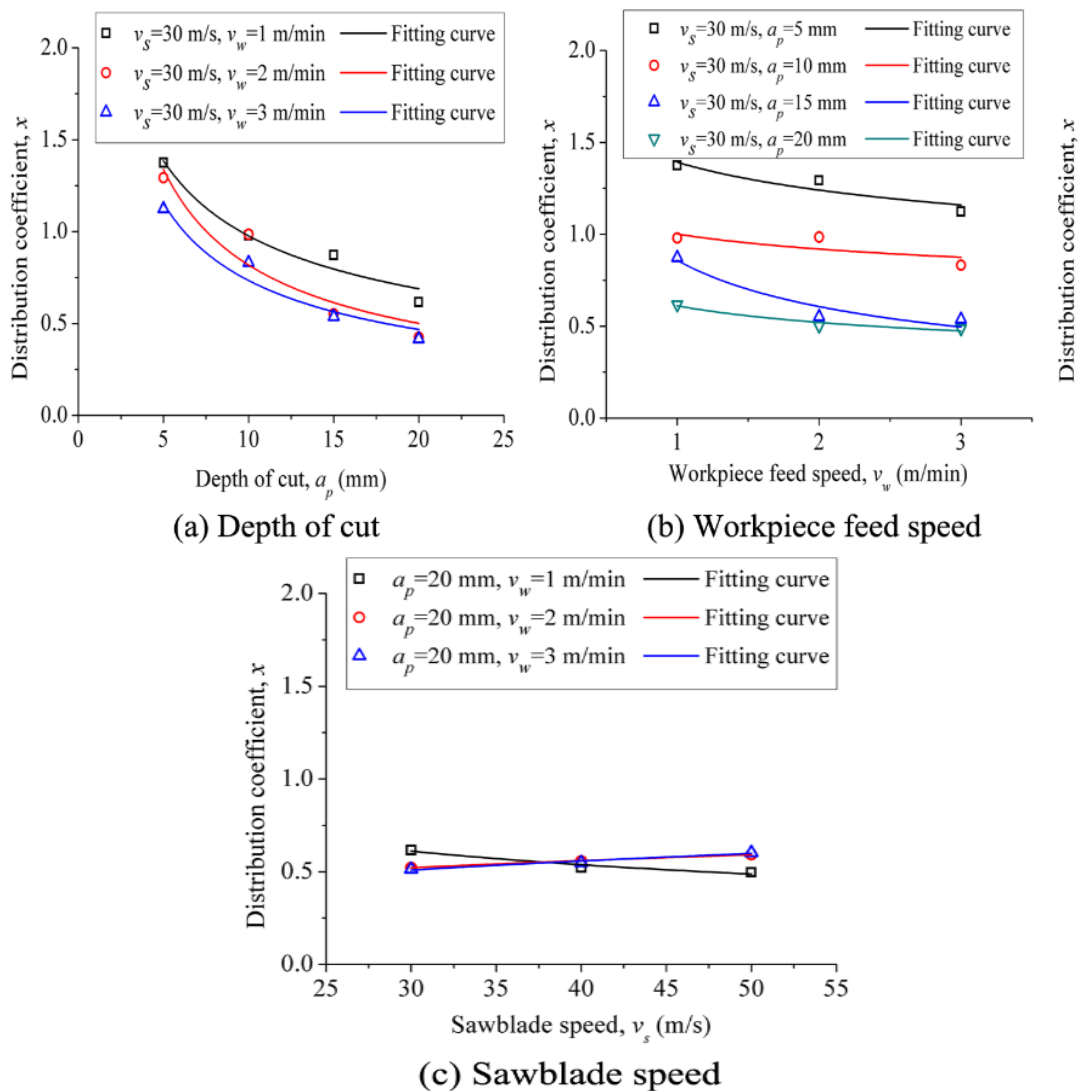 v_s=30 m/s, v_w=1 m/min Fitting curve
v_s=30 m/s, v_w=2 m/min Fitting curve
v_s=30 m/s, v_w=3 m/min Fitting curve
Distribution coefficient, x
2.0
1.5
1.0
0.5
0.0
0 5 10 15 20 25
Depth of cut, a_p (mm)
(a) Depth of cut
v_s=30 m/s, a_p=5 mm Fitting curve
v_s=30 m/s, a_p=10 mm Fitting curve
v_s=30 m/s, a_p=15 mm Fitting curve
v_s=30 m/s, a_p=20 mm Fitting curve
Distribution coefficient, x
2.0
1.5
1.0
0.5
0.0
1 2 3
Workpiece feed speed, v_w (m/min)
(b) Workpiece feed speed
Distribution coefficient, x
a_p=20 mm, v_w=1 m/min Fitting curve
a_p=20 mm, v_w=2 m/min Fitting curve
a_p=20 mm, v_w=3 m/min Fitting curve
Distribution coefficient, x
2.0
1.5
1.0
0.5
0.0
25 30 35 40 45 50 55
Sawblade speed, v_s (m/s)
(c) Sawblade speed